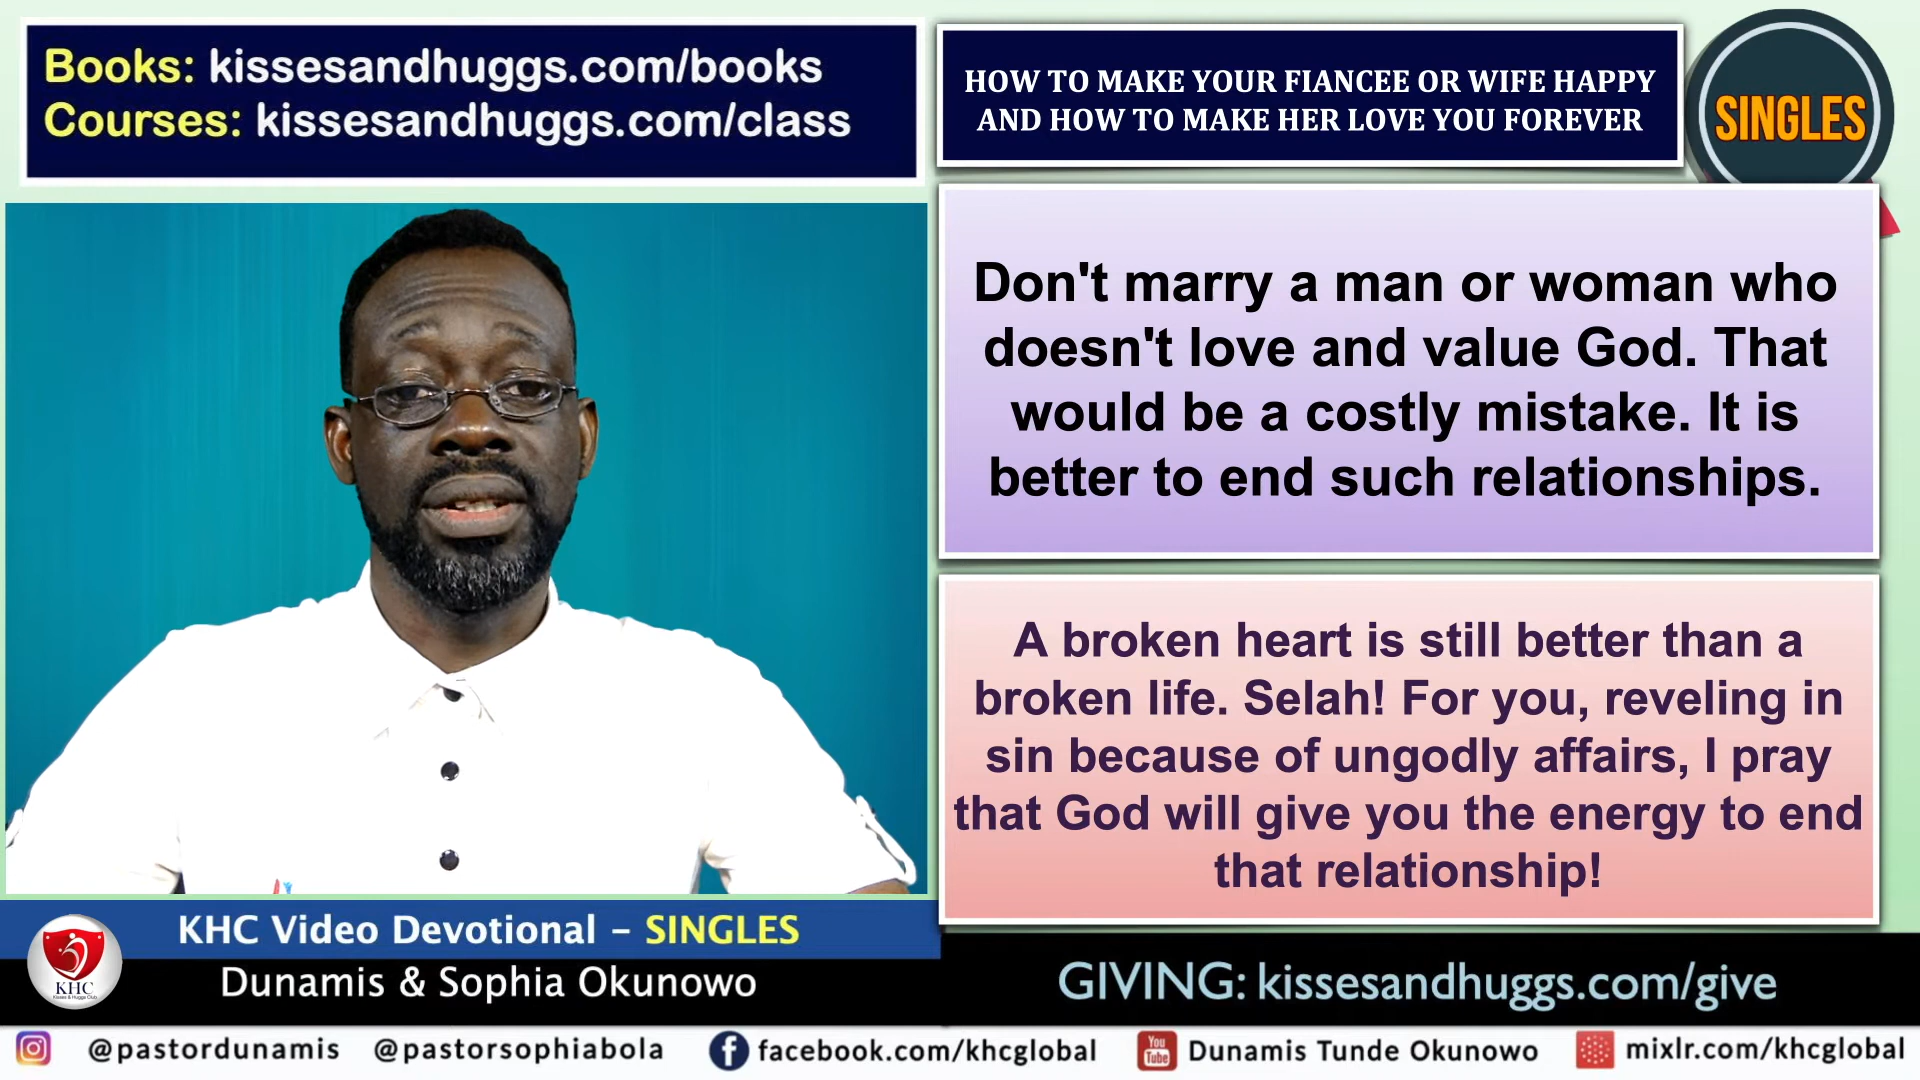 Books: kissesandhuggs.com/books
Courses: kissesandhuggs.com/class
HOW TO MAKE YOUR FIANCEE OR WIFE HAPPY
AND HOW TO MAKE HER LOVE YOU FOREVER
SINGLES
Don't marry a man or woman who
doesn't love and value God. That
would be a costly mistake. It is
better to end such relationships.
A broken heart is still better than a
broken life. Selah! For you, reveling in
sin because of ungodly affairs, I pray
that God will give you the energy to end
that relationship!
KHC Video Devotional – SINGLES
Dunamis & Sophia Okunowo
KHC
Kisses & Huggs Club
GIVING: kissesandhuggs.com/give
@pastordunamis @pastorsophiabola facebook.com/khcglobal You Tube Dunamis Tunde Okunowo mixlr.com/khcglobal